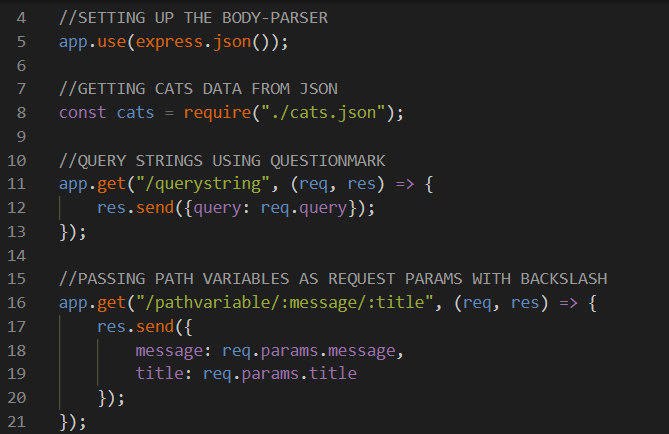 4 //SETTING UP THE BODY-PARSER
5 app.use(express.json());
6
7 //GETTING CATS DATA FROM JSON
8 const cats = require("./cats.json");
9
10 //QUERY STRINGS USING QUESTIONMARK
11 app.get("/querystring", (req, res) => {
12     res.send({query: req.query});
13 });
14
15 //PASSING PATH VARIABLES AS REQUEST PARAMS WITH BACKSLASH
16 app.get("/pathvariable/:message/:title", (req, res) => {
17     res.send({
18         message: req.params.message,
19         title: req.params.title
20     });
21 });